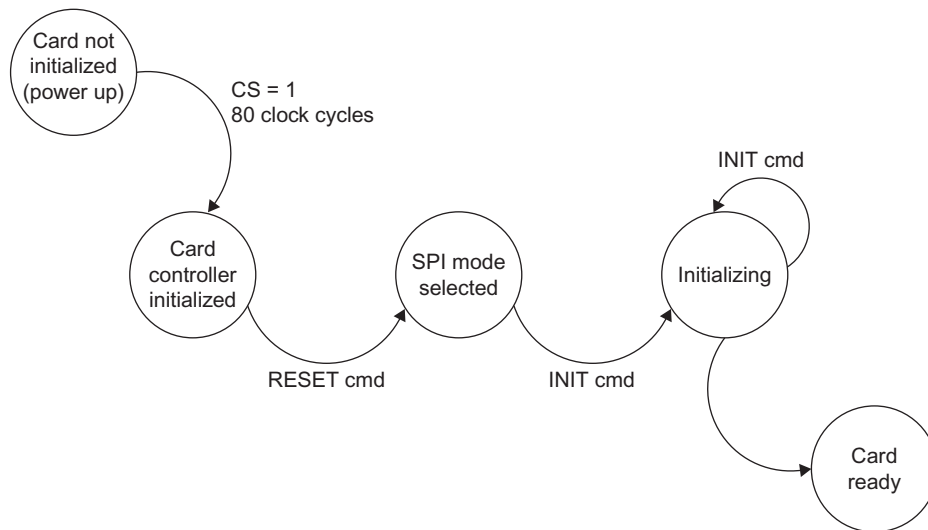 Card not
initialized
(power up)
CS = 1
80 clock cycles
INIT cmd
Card
controller
initialized
SPI mode
selected
Initializing
RESET cmd
INIT cmd
Card
ready